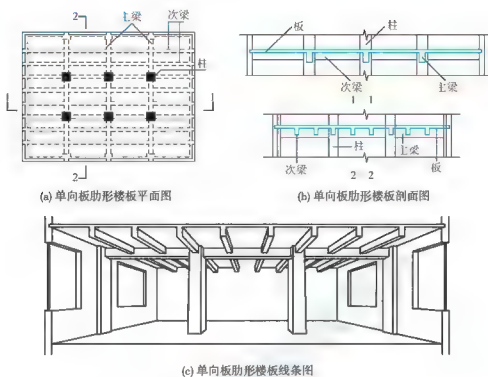 2
主梁
次梁
柱
2
(a) 单向板肋形楼板平面图
板
柱
次梁
主梁
1 1
次梁
柱
主梁
板
2 2
(b) 单向板肋形楼板剖面图
(c) 单向板肋形楼板线条图